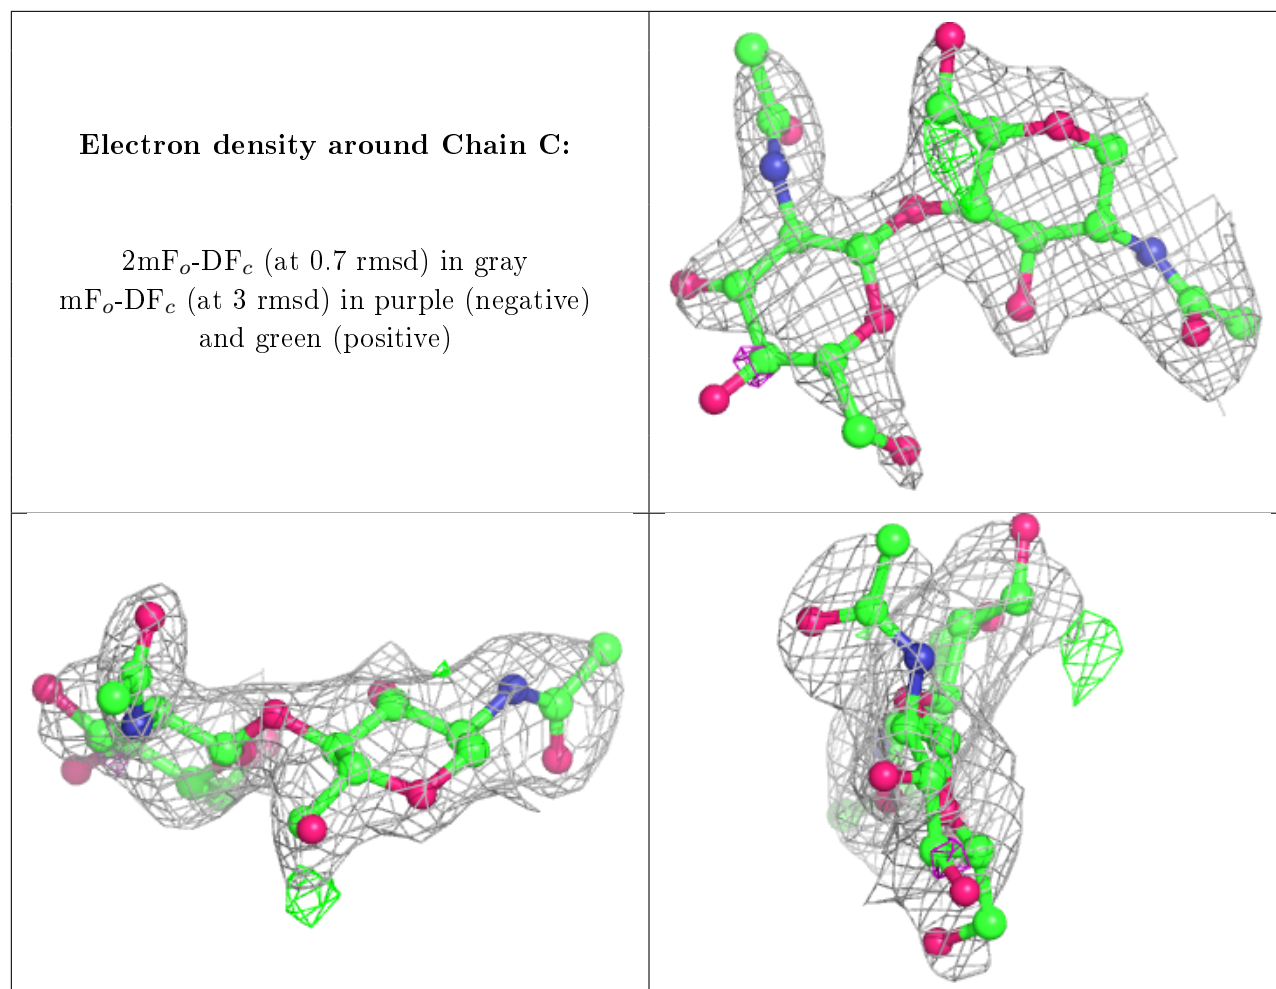 Electron density around Chain C:
2mFₒ-DF𝒸 (at 0.7 rmsd) in gray
mFₒ-DF𝒸 (at 3 rmsd) in purple (negative)
and green (positive)